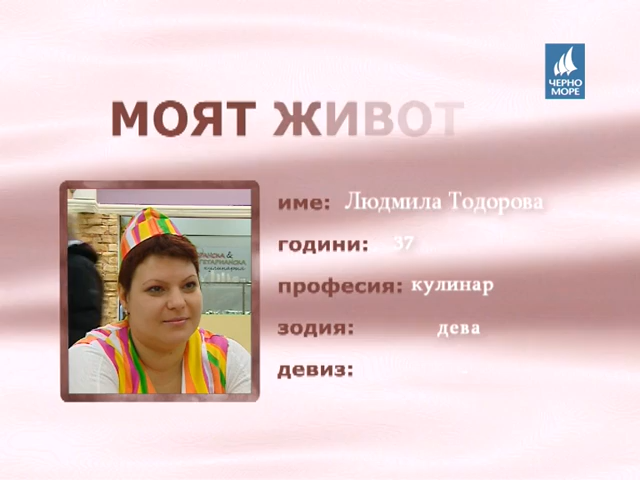 ЧЕРНО
МОРЕ
МОЯТ ЖИВОТ
име: Людмила Тодорова
години: 37
професия: кулинар
зодия: дева
девиз: